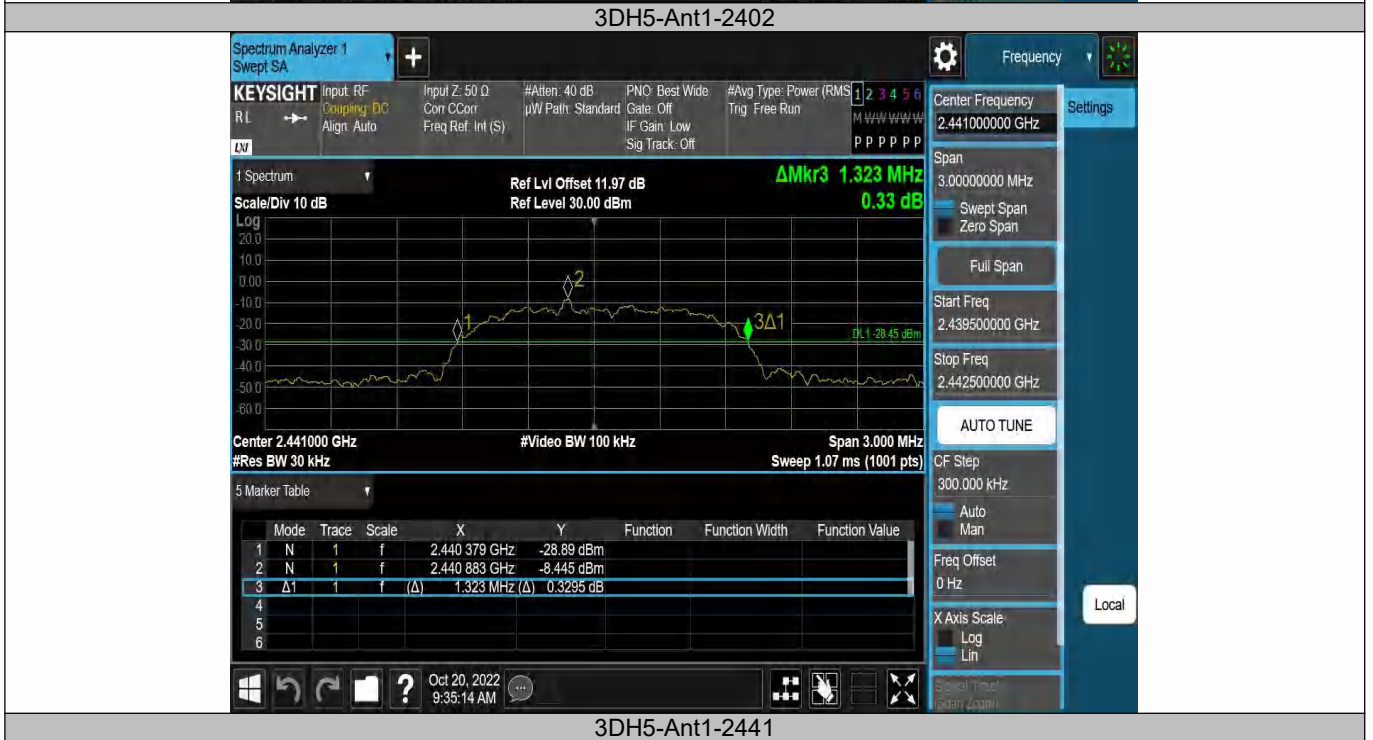 3DH5-Ant1-2402
Spectrum Analyzer 1
Swept SA
+
Frequency
KEYSIGHT
RL
LXI
Input: RF
Coupling: DC
Align: Auto
Input Z: 50 Ω
Corr CCorr
Freq Ref: Int (S)
#Atten: 40 dB
µW Path: Standard
PNO: Best Wide
Gate: Off
IF Gain: Low
Sig Track: Off
#Avg Type: Power (RMS
Trig: Free Run
1 2 3 4 5 6
M W W W W W
P P P P P P
1 Spectrum
Scale/Div 10 dB
Ref Lvl Offset 11.97 dB
Ref Level 30.00 dBm
ΔMkr3 1.323 MHz
0.33 dB
Log
20.0
10.0
0.00
-10.0
-20.0
-30.0
-40.0
-50.0
-60.0
1
2
3Δ1
DL1 -28.45 dBm
Center 2.441000 GHz
#Video BW 100 kHz
Span 3.000 MHz
#Res BW 30 kHz
Sweep 1.07 ms (1001 pts)
5 Marker Table
Mode Trace Scale X Y Function Function Width Function Value
1 N 1 f 2.440 379 GHz -28.89 dBm
2 N 1 f 2.440 883 GHz -8.445 dBm
3 Δ1 1 f (Δ) 1.323 MHz (Δ) 0.3295 dB
4
5
6
Center Frequency
2.441000000 GHz
Settings
Span
3.00000000 MHz
Swept Span
Zero Span
Full Span
Start Freq
2.439500000 GHz
Stop Freq
2.442500000 GHz
AUTO TUNE
CF Step
300.000 kHz
Auto
Man
Freq Offset
0 Hz
X Axis Scale
Log
Lin
Local
?
Oct 20, 2022
9:35:14 AM
3DH5-Ant1-2441